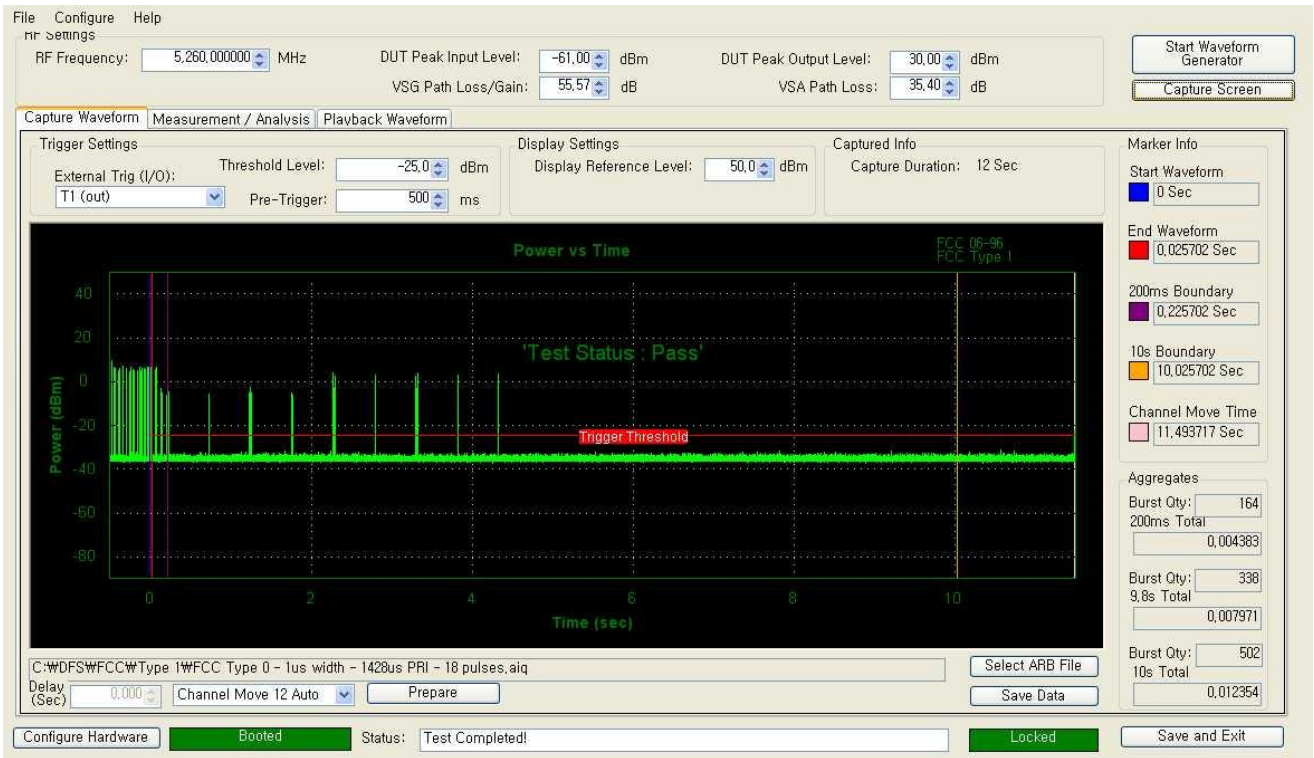 File Configure Help
RF Settings
RF Frequency: 5,260,000000 MHz
DUT Peak Input Level: -61,00 dBm
DUT Peak Output Level: 30,00 dBm
VSG Path Loss/Gain: 55,57 dB
VSA Path Loss: 35,40 dB
Start Waveform Generator
Capture Screen
Capture Waveform Measurement / Analysis Playback Waveform
Trigger Settings
External Trig (I/O):
T1 (out)
Threshold Level: -25,0 dBm
Pre-Trigger: 500 ms
Display Settings
Display Reference Level: 50,0 dBm
Captured Info
Capture Duration: 12 Sec
Power vs Time
FCC 06-96
FCC Type 1
'Test Status : Pass'
Trigger Threshold
Power (dBm)
40
20
0
-20
-40
-60
-80
0 2 4 6 8 10
Time (sec)
Marker Info
Start Waveform
0 Sec
End Waveform
0,025702 Sec
200ms Boundary
0,225702 Sec
10s Boundary
10,025702 Sec
Channel Move Time
11,493717 Sec
Aggregates
Burst Qty: 164
200ms Total
0,004383
Burst Qty: 338
9,8s Total
0,007971
Burst Qty: 502
10s Total
0,012354
C:₩DFS₩FCC₩Type 1₩FCC Type 0 - 1us width - 1428us PRI - 18 pulses,aiq
Select ARB File
Delay (Sec) 0,000 Channel Move 12 Auto Prepare
Save Data
Configure Hardware Booted Status: Test Completed! Locked Save and Exit